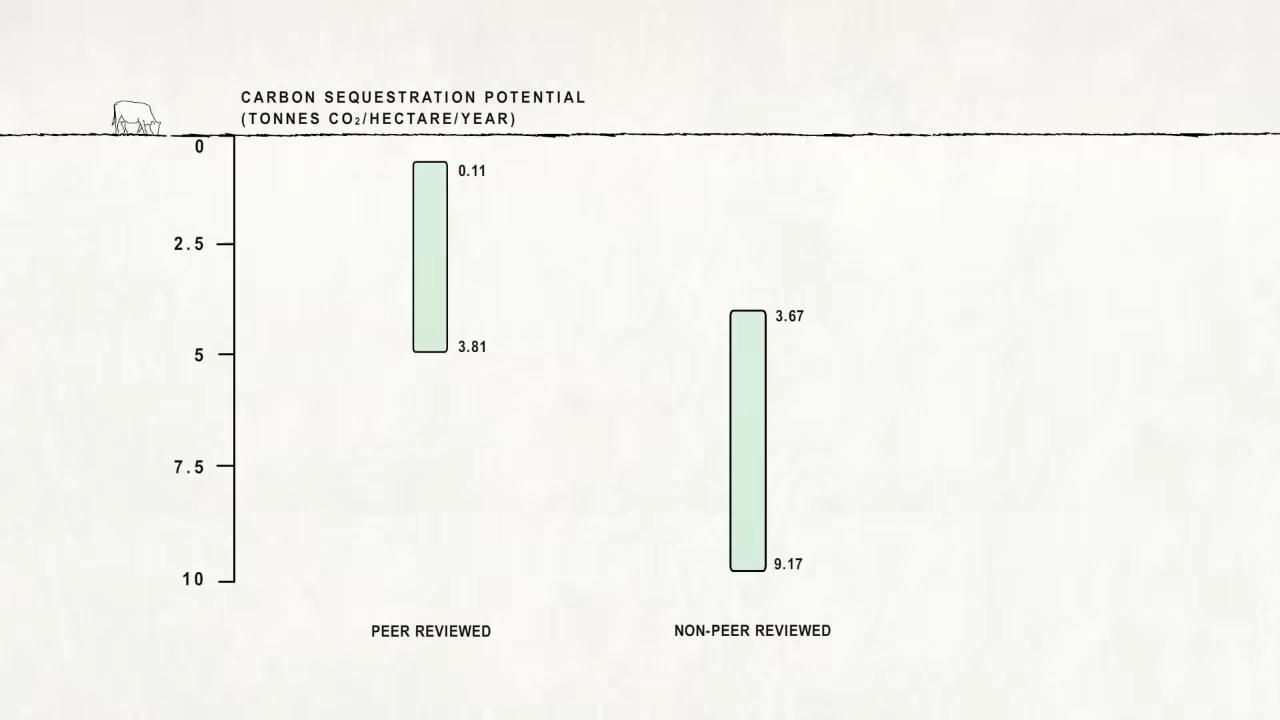 CARBON SEQUESTRATION POTENTIAL
(TONNES CO₂/HECTARE/YEAR)
0
0.11
2.5
3.67
5
3.81
7.5
9.17
10
PEER REVIEWED
NON-PEER REVIEWED